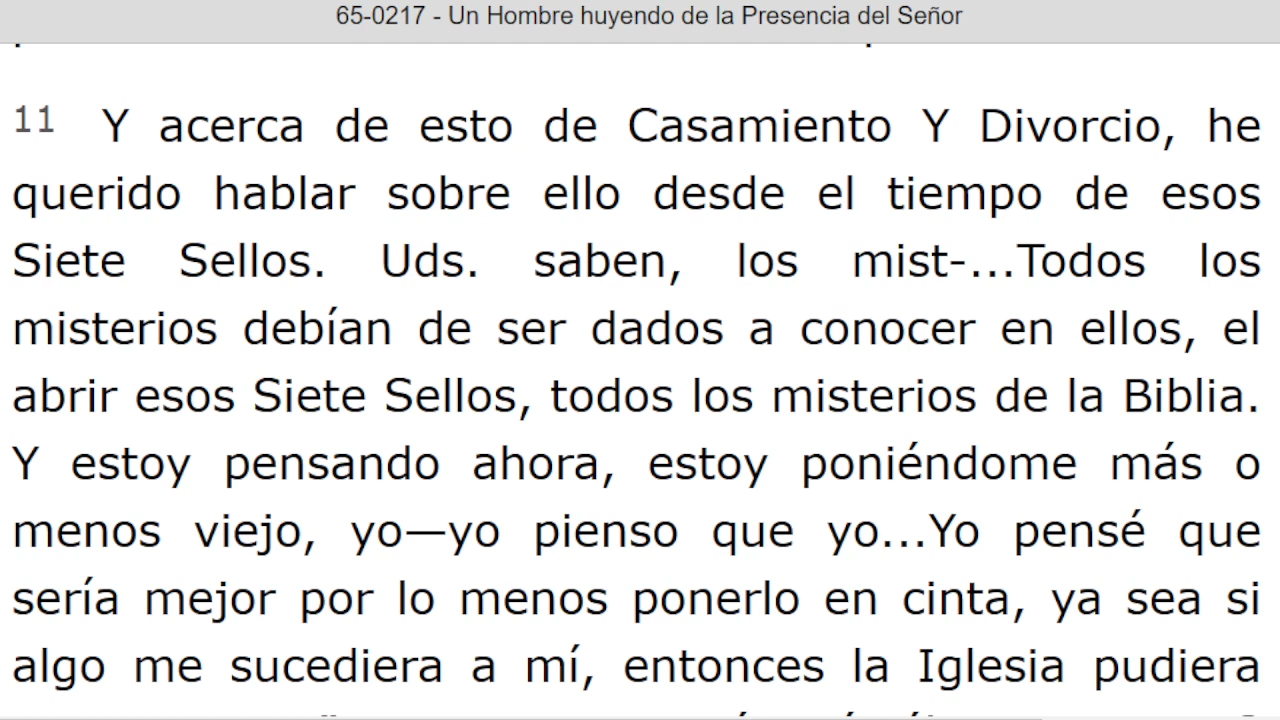 65-0217 - Un Hombre huyendo de la Presencia del Señor
11 Y acerca de esto de Casamiento Y Divorcio, he
querido hablar sobre ello desde el tiempo de esos
Siete Sellos. Uds. saben, los mist-...Todos los
misterios debían de ser dados a conocer en ellos, el
abrir esos Siete Sellos, todos los misterios de la Biblia.
Y estoy pensando ahora, estoy poniéndome más o
menos viejo, yo—yo pienso que yo...Yo pensé que
sería mejor por lo menos ponerlo en cinta, ya sea si
algo me sucediera a mí, entonces la Iglesia pudiera